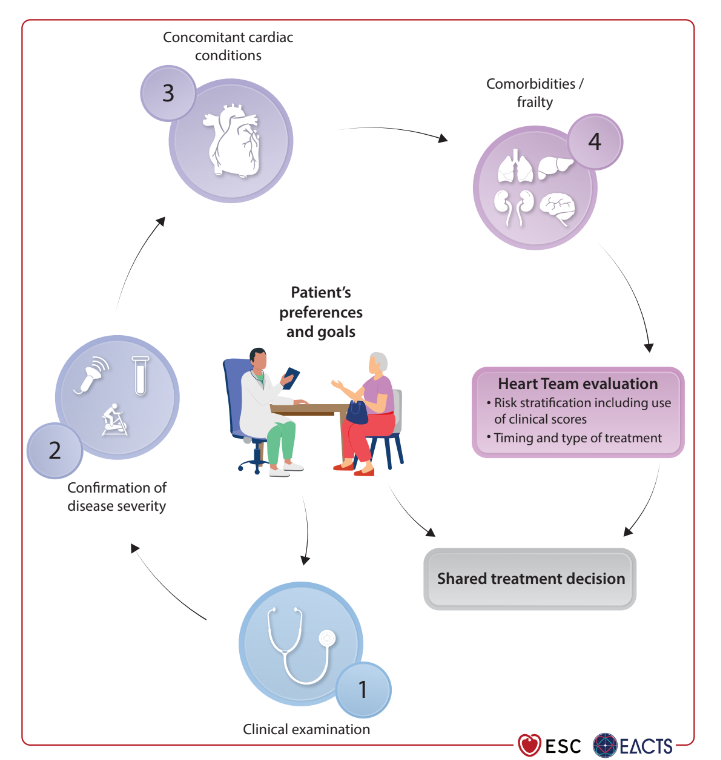 Concomitant cardiac
conditions
3
Comorbidities /
frailty
4
Patient's
preferences
and goals
Heart Team evaluation
• Risk stratification including use
of clinical scores
• Timing and type of treatment
2
Confirmation of
disease severity
Shared treatment decision
1
Clinical examination
ESC EACTS